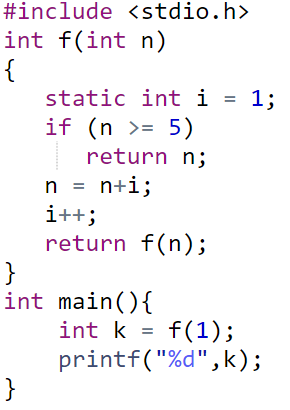 #include <stdio.h>
int f(int n)
{
   static int i = 1;
   if (n >= 5)
      return n;
   n = n+i;
   i++;
   return f(n);
}
int main(){
    int k = f(1);
    printf("%d",k);
}